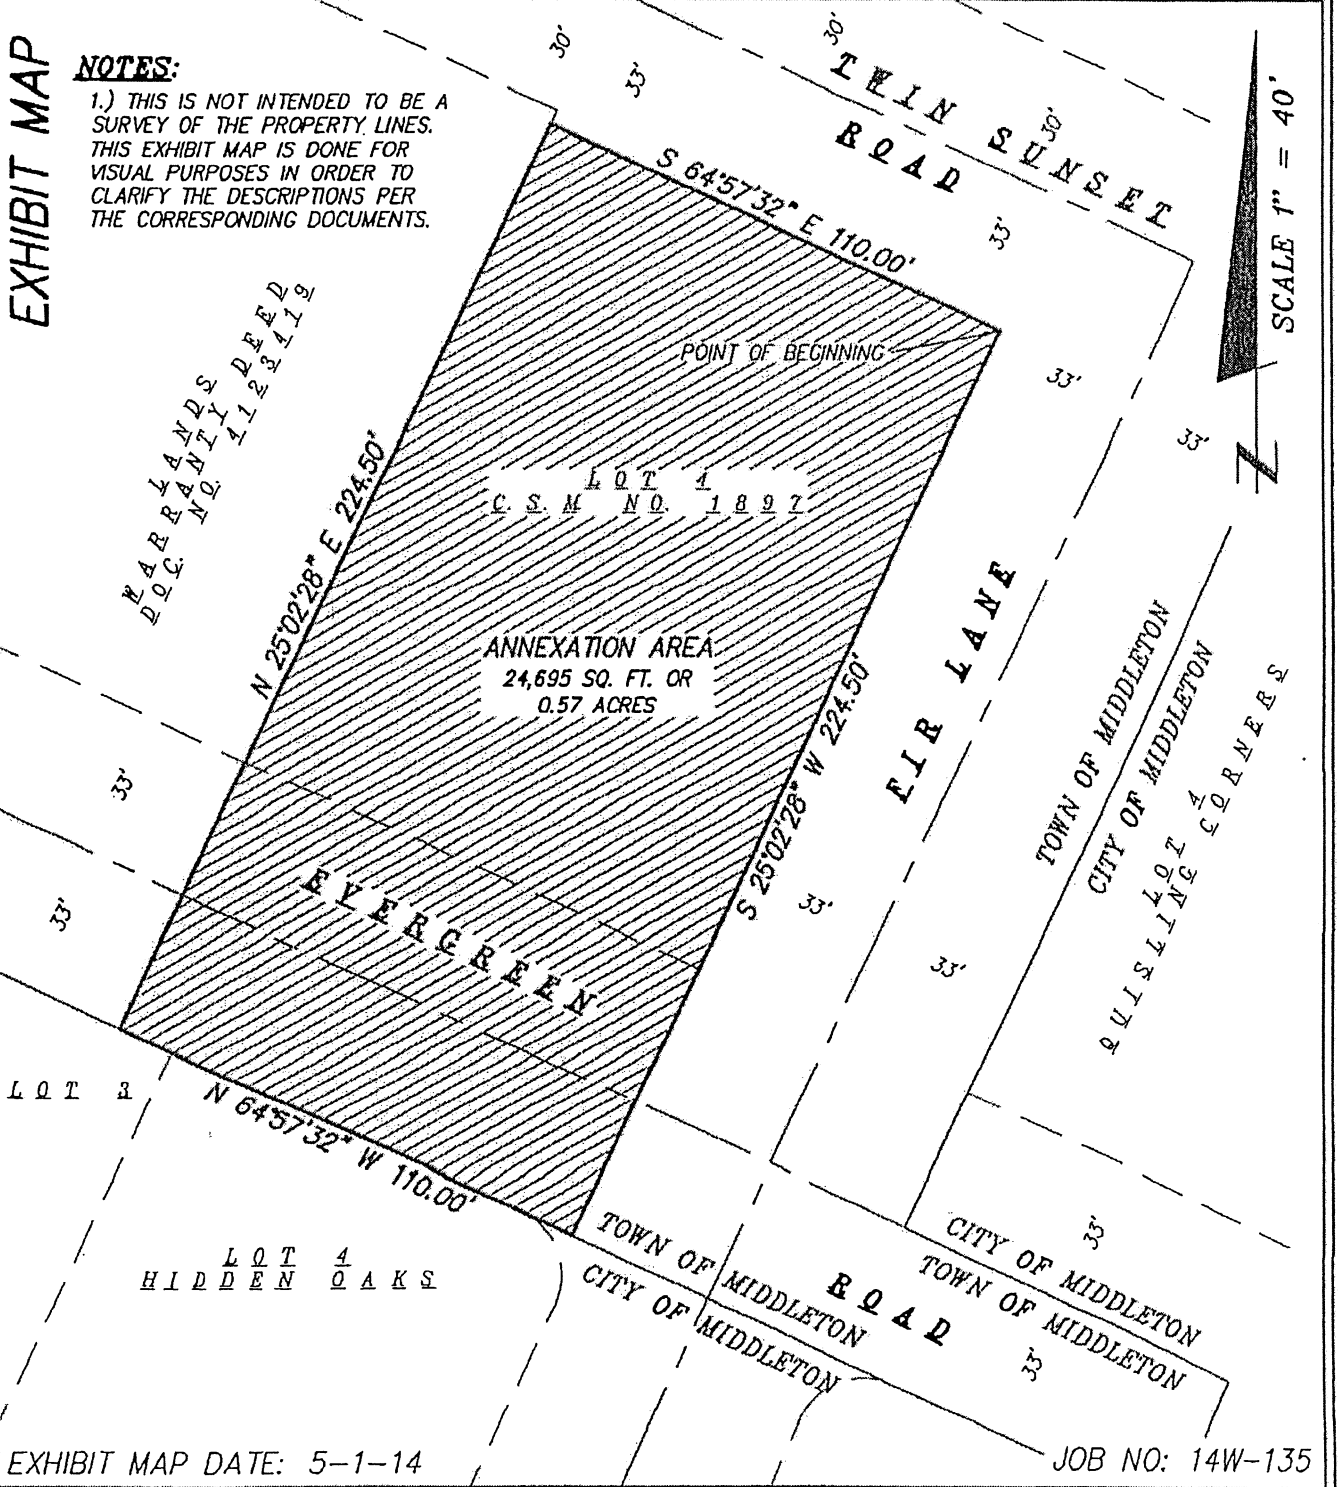 EXHIBIT MAP
NOTES:
1.) THIS IS NOT INTENDED TO BE A
SURVEY OF THE PROPERTY LINES.
THIS EXHIBIT MAP IS DONE FOR
VISUAL PURPOSES IN ORDER TO
CLARIFY THE DESCRIPTIONS PER
THE CORRESPONDING DOCUMENTS.
30'
33'
30'
TWIN SUNSET
ROAD
30'
33'
SCALE 1" = 40'
S 64°57'32" E 110.00'
POINT OF BEGINNING
33'
33'
Z
WARRANTY DEED
LANDS
DOC. NO. 4123419
N 25°02'28" E 224.50'
LOT 4
C.S.M NO. 1897
ANNEXATION AREA
24,695 SQ. FT. OR
0.57 ACRES
S 25°02'28" W 224.50'
EIR LANE
TOWN OF MIDDLETON
CITY OF MIDDLETON
LOT 4
QUISLING CORNERS
33'
33'
33'
33'
EVERGREEN
LOT 3
N 64°57'32" W 110.00'
LOT 4
HIDDEN OAKS
TOWN OF MIDDLETON
CITY OF MIDDLETON
ROAD
CITY OF MIDDLETON
TOWN OF MIDDLETON
33'
33'
EXHIBIT MAP DATE: 5-1-14
JOB NO: 14W-135